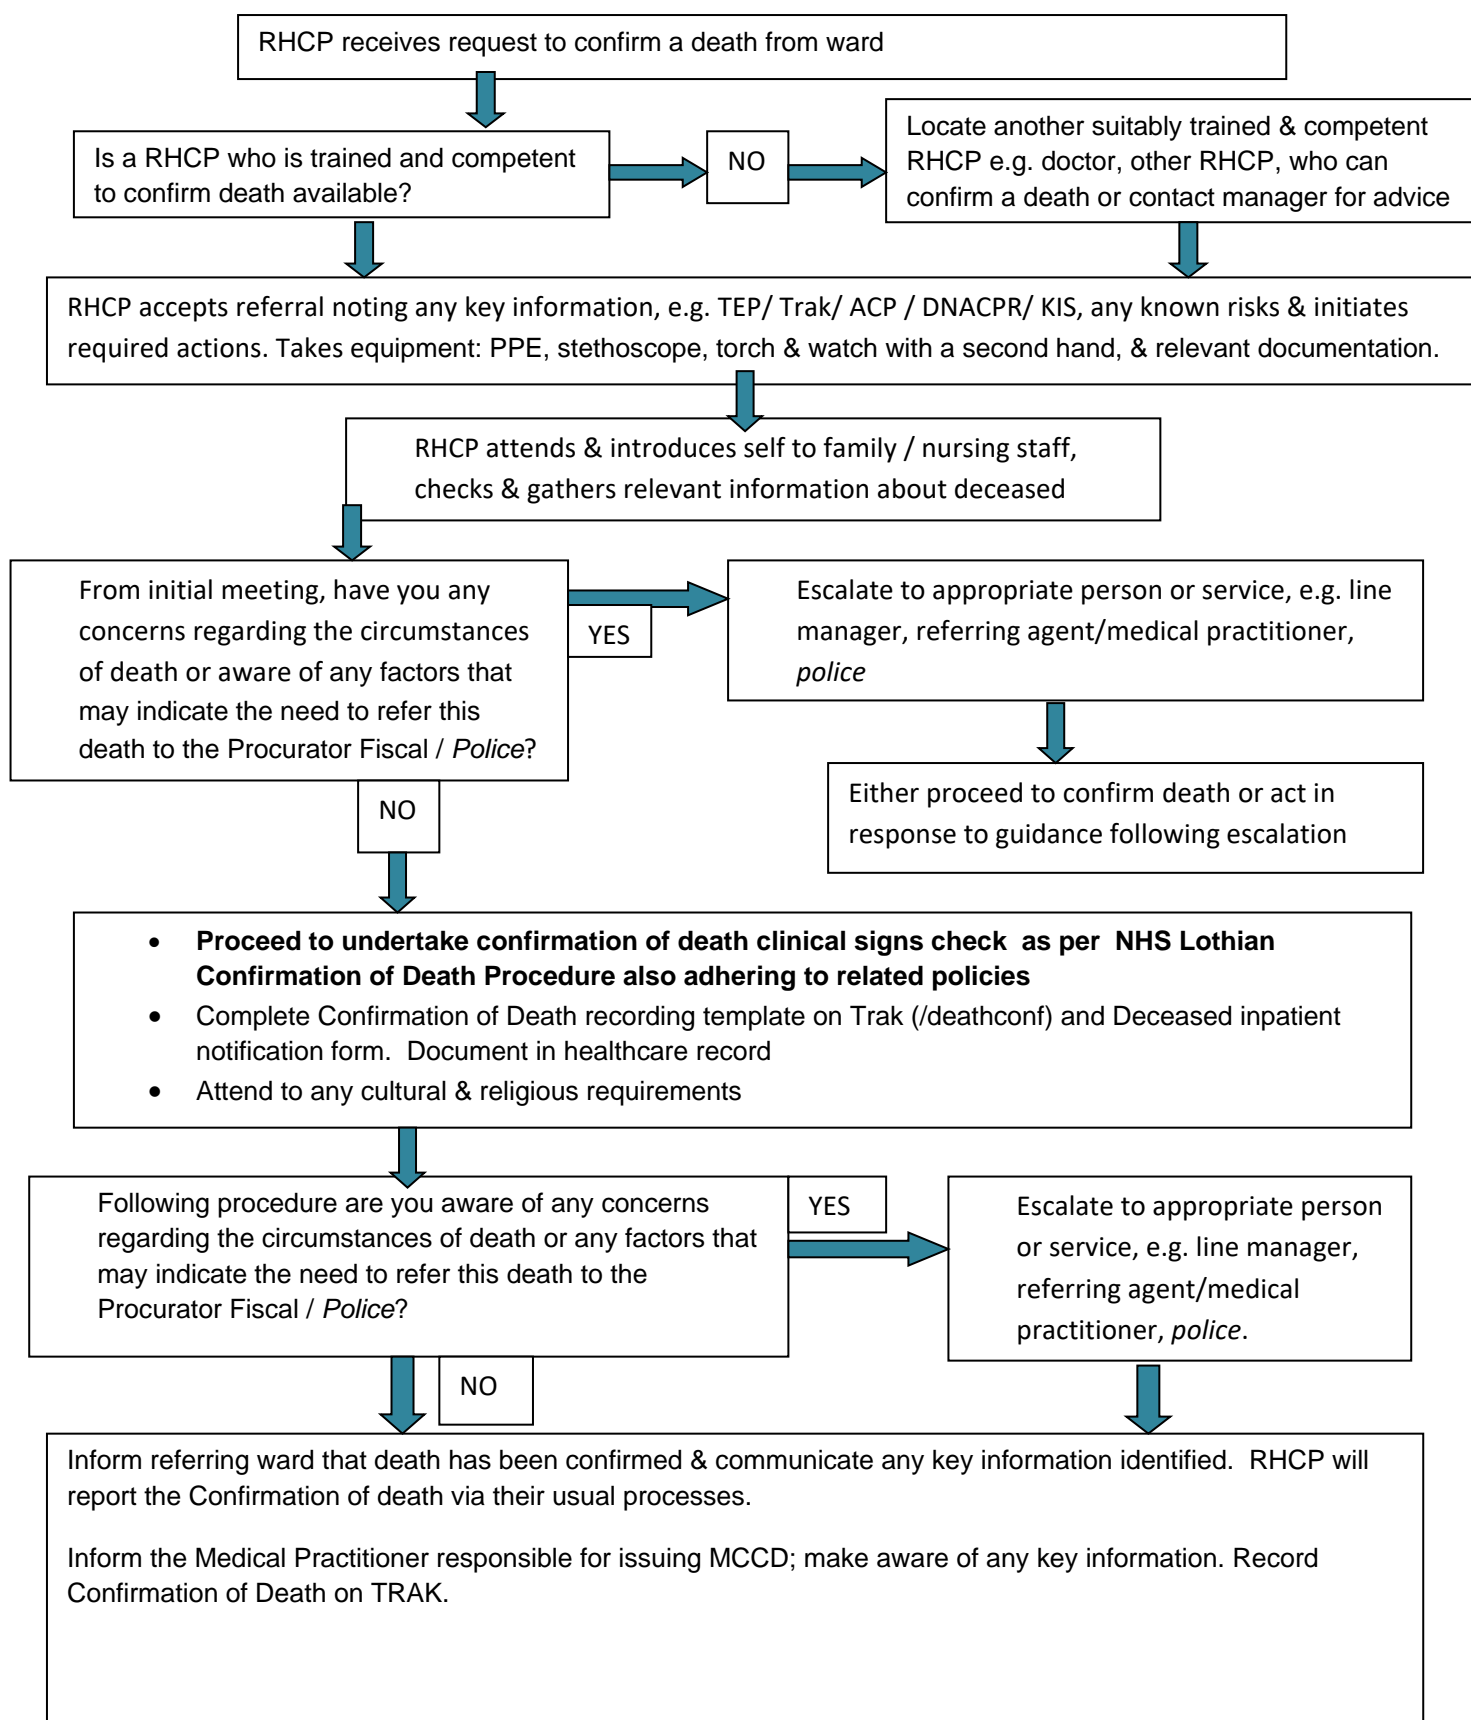 RHCP receives request to confirm a death from ward
Is a RHCP who is trained and competent
to confirm death available?
NO
Locate another suitably trained & competent
RHCP e.g. doctor, other RHCP, who can
confirm a death or contact manager for advice
RHCP accepts referral noting any key information, e.g. TEP/ Trak/ ACP / DNACPR/ KIS, any known risks & initiates
required actions. Takes equipment: PPE, stethoscope, torch & watch with a second hand, & relevant documentation.
RHCP attends & introduces self to family / nursing staff,
checks & gathers relevant information about deceased
From initial meeting, have you any
concerns regarding the circumstances
of death or aware of any factors that
may indicate the need to refer this
death to the Procurator Fiscal / Police?
YES
Escalate to appropriate person or service, e.g. line
manager, referring agent/medical practitioner,
police
Either proceed to confirm death or act in
response to guidance following escalation
NO
• Proceed to undertake confirmation of death clinical signs check as per NHS Lothian
Confirmation of Death Procedure also adhering to related policies
• Complete Confirmation of Death recording template on Trak (/deathconf) and Deceased inpatient
notification form. Document in healthcare record
• Attend to any cultural & religious requirements
Following procedure are you aware of any concerns
regarding the circumstances of death or any factors that
may indicate the need to refer this death to the
Procurator Fiscal / Police?
YES
Escalate to appropriate person
or service, e.g. line manager,
referring agent/medical
practitioner, police.
NO
Inform referring ward that death has been confirmed & communicate any key information identified. RHCP will
report the Confirmation of death via their usual processes.
Inform the Medical Practitioner responsible for issuing MCCD; make aware of any key information. Record
Confirmation of Death on TRAK.